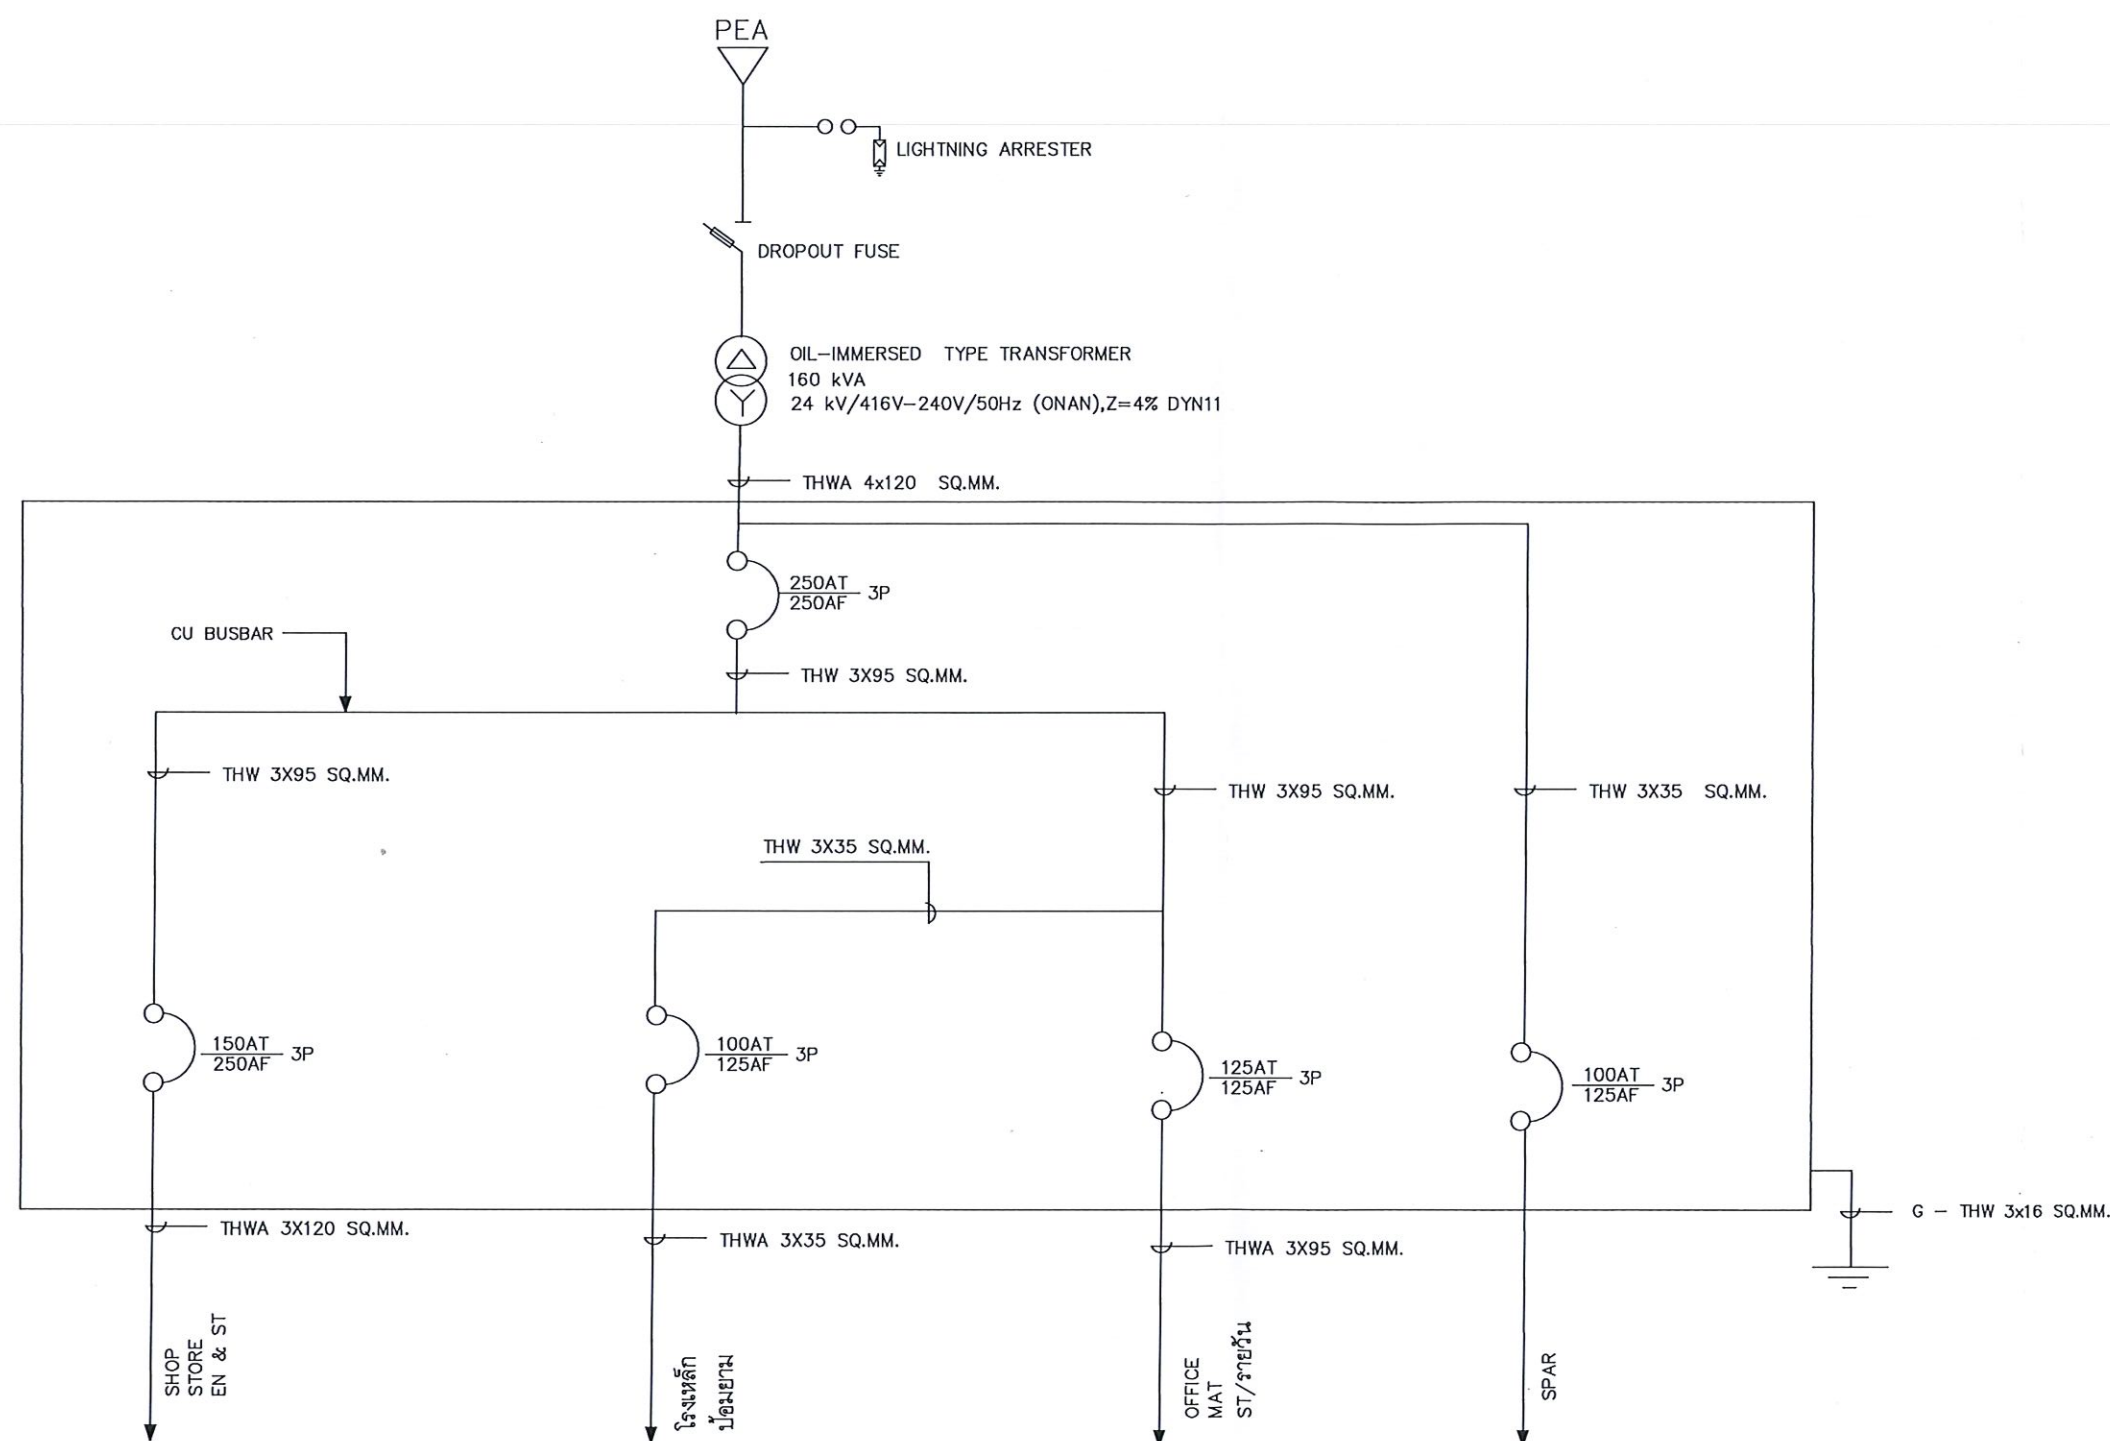 PEA
LIGHTNING ARRESTER
DROPOUT FUSE
OIL-IMMERSED TYPE TRANSFORMER
160 kVA
24 kV/416V-240V/50Hz (ONAN),Z=4% DYN11
THWA 4x120 SQ.MM.
250AT
250AF
3P
CU BUSBAR
THW 3X95 SQ.MM.
THW 3X95 SQ.MM.
THW 3X95 SQ.MM.
THW 3X35 SQ.MM.
THW 3X35 SQ.MM.
150AT
250AF
3P
100AT
125AF
3P
125AT
125AF
3P
100AT
125AF
3P
G - THW 3x16 SQ.MM.
THWA 3X120 SQ.MM.
THWA 3X35 SQ.MM.
THWA 3X95 SQ.MM.
SHOP
STORE
EN & ST
โรงเหล็ก
ป้อมยาม
OFFICE
MAT
ST/รายวัน
SPAR